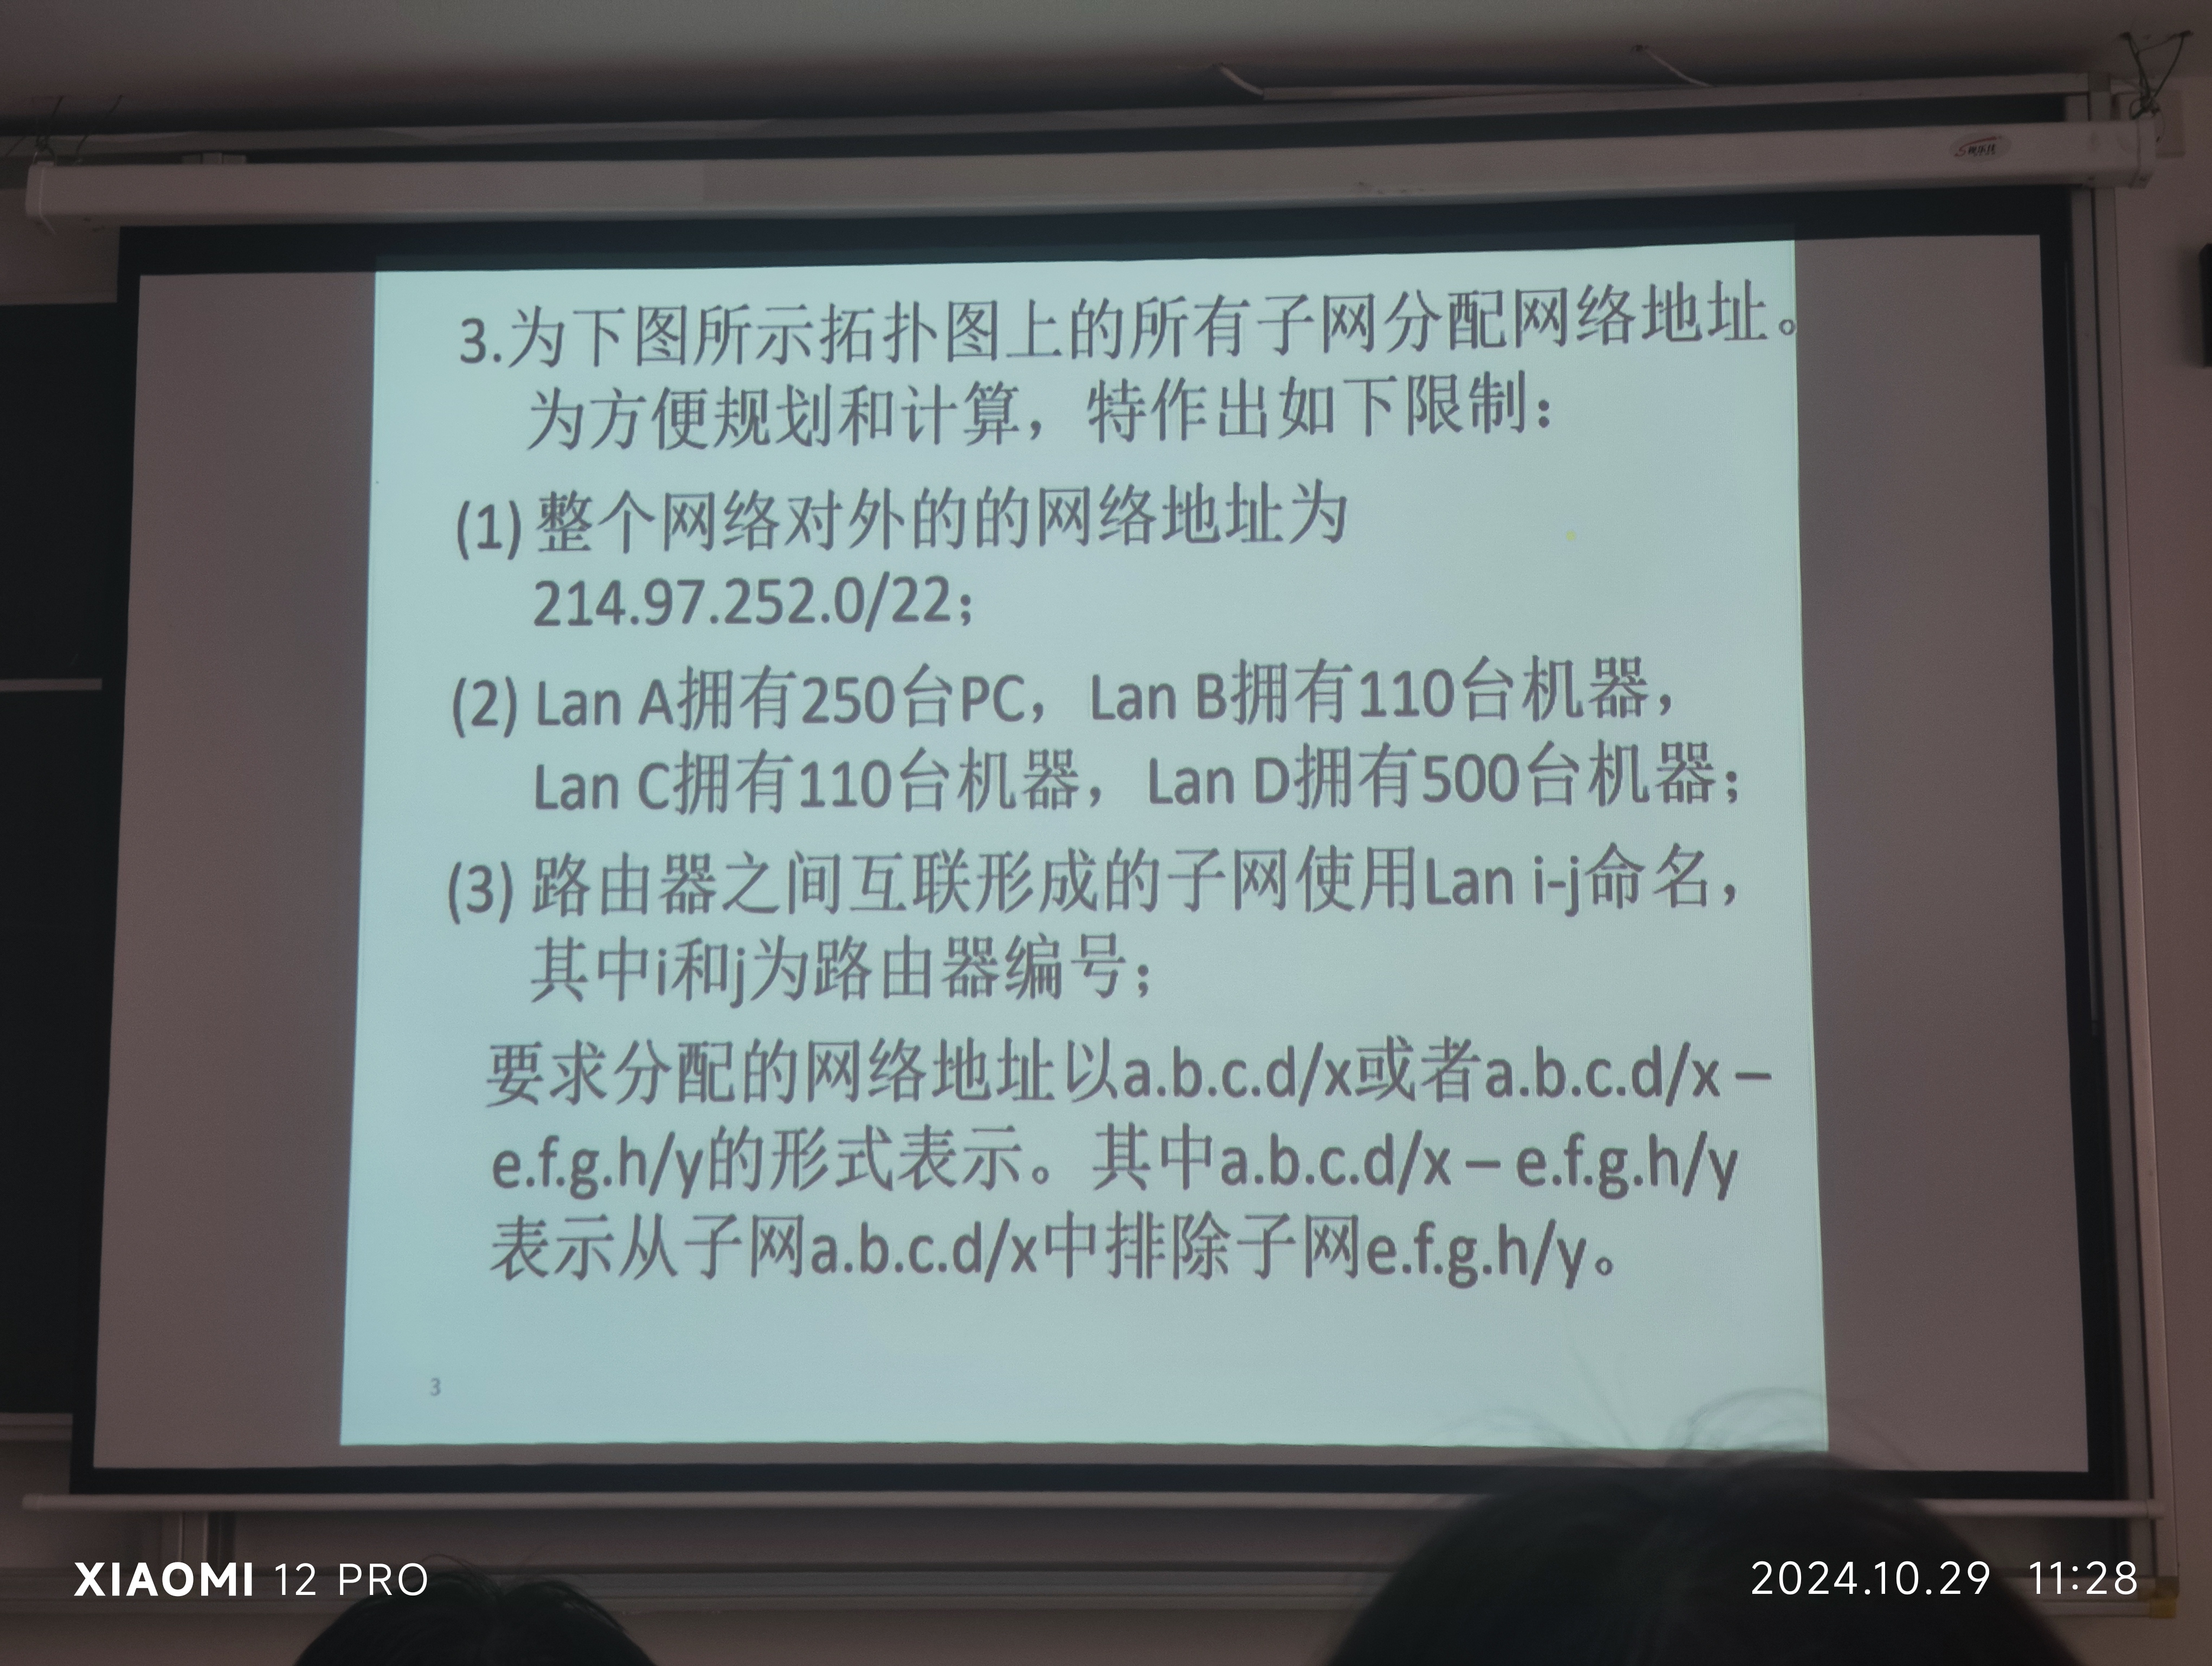 3.为下图所示拓扑图上的所有子网分配网络地址。
为方便规划和计算，特作出如下限制：
(1) 整个网络对外的的网络地址为
214.97.252.0/22；
(2) Lan A拥有250台PC，Lan B拥有110台机器，
Lan C拥有110台机器，Lan D拥有500台机器；
(3) 路由器之间互联形成的子网使用Lan i-j命名，
其中i和j为路由器编号；
要求分配的网络地址以a.b.c.d/x或者a.b.c.d/x –
e.f.g.h/y的形式表示。其中a.b.c.d/x – e.f.g.h/y
表示从子网a.b.c.d/x中排除子网e.f.g.h/y。
3
XIAOMI 12 PRO
2024.10.29 11:28